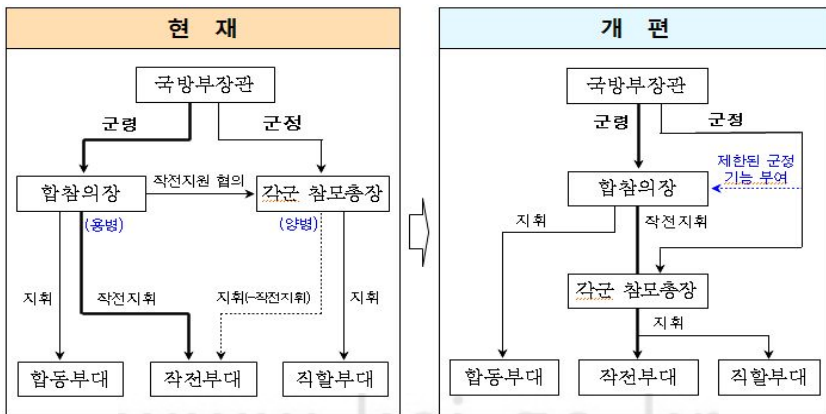 현 재
국방부장관
군령
군정
합참의장
작전지원 협의
각군 참모총장
(용병)
(양병)
지휘
작전지휘
지휘(-작전지휘)
지휘
합동부대
작전부대
직할부대
개 편
국방부장관
군령
군정
제한된 군정
기능 부여
합참의장
지휘
작전지휘
각군 참모총장
지휘
합동부대
작전부대
직할부대